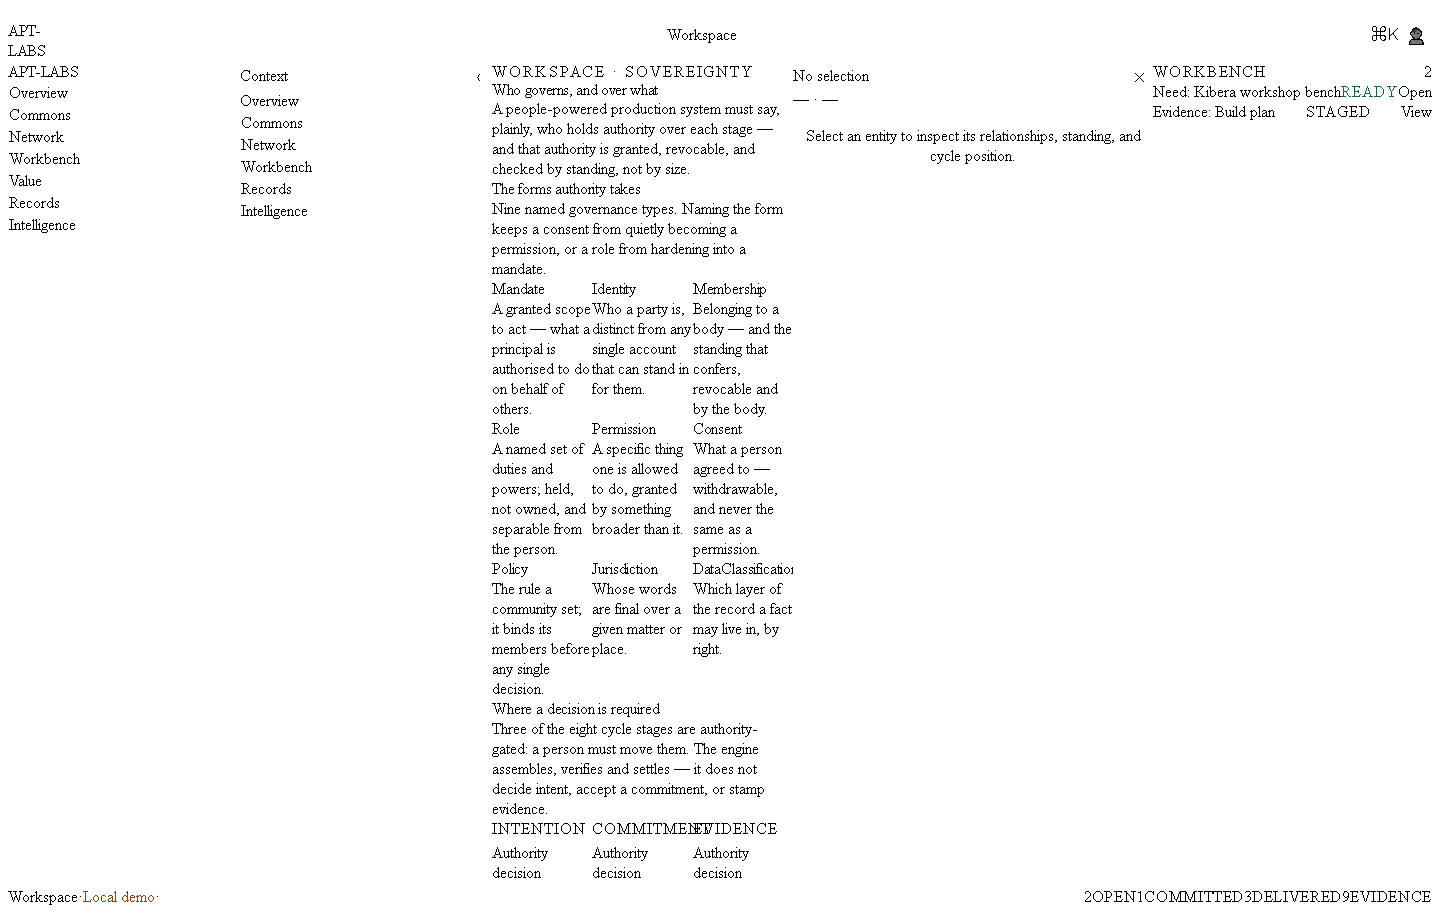 APT-
LABS
Workspace
⌘K
APT-LABS
Overview
Commons
Network
Workbench
Value
Records
Intelligence
Context
‹
Overview
Commons
Network
Workbench
Records
Intelligence
WORKSPACE · SOVEREIGNTY
Who governs, and over what
A people-powered production system must say,
plainly, who holds authority over each stage —
and that authority is granted, revocable, and
checked by standing, not by size.
The forms authority takes
Nine named governance types. Naming the form
keeps a consent from quietly becoming a
permission, or a role from hardening into a
mandate.
Mandate
A granted scope
to act — what a
principal is
authorised to do
on behalf of
others.
Identity
Who a party is,
distinct from any
single account
that can stand in
for them.
Membership
Belonging to a
body — and the
standing that
confers,
revocable and
by the body.
Role
A named set of
duties and
powers; held,
not owned, and
separable from
the person.
Permission
A specific thing
one is allowed
to do, granted
by something
broader than it.
Consent
What a person
agreed to —
withdrawable,
and never the
same as a
permission.
Policy
The rule a
community set;
it binds its
members before
any single
decision.
Jurisdiction
Whose words
are final over a
given matter or
place.
DataClassification
Which layer of
the record a fact
may live in, by
right.
Where a decision is required
Three of the eight cycle stages are authority-
gated: a person must move them. The engine
assembles, verifies and settles — it does not
decide intent, accept a commitment, or stamp
evidence.
INTENTION
Authority
decision
COMMITMENT
Authority
decision
EVIDENCE
Authority
decision
No selection
×
— · —
Select an entity to inspect its relationships, standing, and
cycle position.
WORKBENCH 2
Need: Kibera workshop bench READY Open
Evidence: Build plan STAGED View
Workspace·Local demo·
2OPEN1COMMITTED3DELIVERED9EVIDENCE